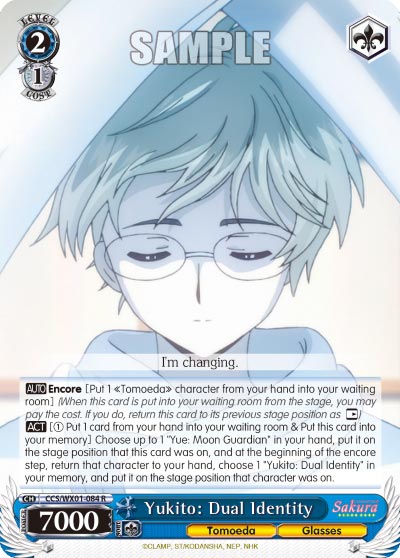 LEVEL
2
1
COST
SAMPLE
I'm changing.
AUTO Encore [Put 1 «Tomoeda» character from your hand into your waiting
room] (When this card is put into your waiting room from the stage, you may
pay the cost. If you do, return this card to its previous stage position as
ACT [① Put 1 card from your hand into your waiting room & Put this card into
your memory] Choose up to 1 "Yue: Moon Guardian" in your hand, put it on
the stage position that this card was on, and at the beginning of the encore
step, return that character to your hand, choose 1 "Yukito: Dual Identity" in
your memory, and put it on the stage position that character was on.
CH CCS/WX01-084 R
POWER 7000
SOUL
Yukito: Dual Identity
Sakura
Tomoeda Glasses
©CLAMP, ST/KODANSHA, NEP, NHK